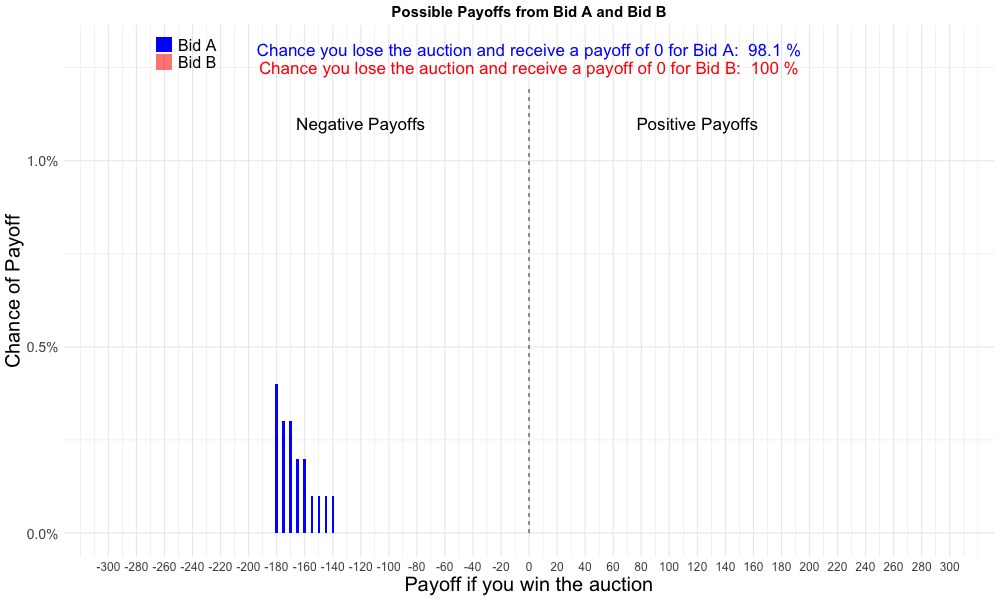 Possible Payoffs from Bid A and Bid B
Bid A
Bid B
Chance you lose the auction and receive a payoff of 0 for Bid A:  98.1 %
Chance you lose the auction and receive a payoff of 0 for Bid B:  100 %
Negative Payoffs
Positive Payoffs
Chance of Payoff
1.0%
0.5%
0.0%
-300 -280 -260 -240 -220 -200 -180 -160 -140 -120 -100 -80 -60 -40 -20 0 20 40 60 80 100 120 140 160 180 200 220 240 260 280 300
Payoff if you win the auction